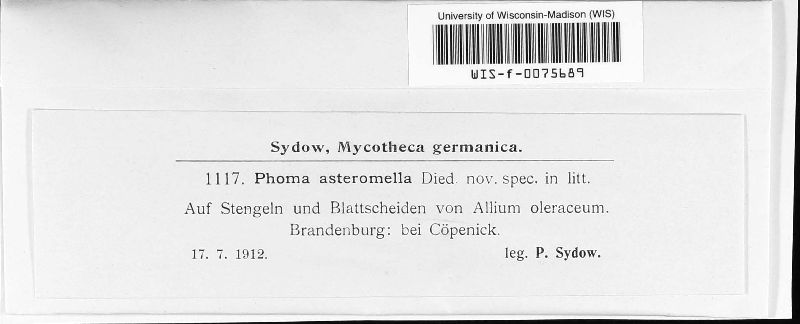 University of Wisconsin-Madison (WIS)
WIS-f-0075689
Sydow, Mycotheca germanica.
1117. Phoma asteromella Died. nov. spec. in litt.
Auf Stengeln und Blattscheiden von Allium oleraceum.
Brandenburg: bei Cöpenick.
17. 7. 1912. leg. P. Sydow.